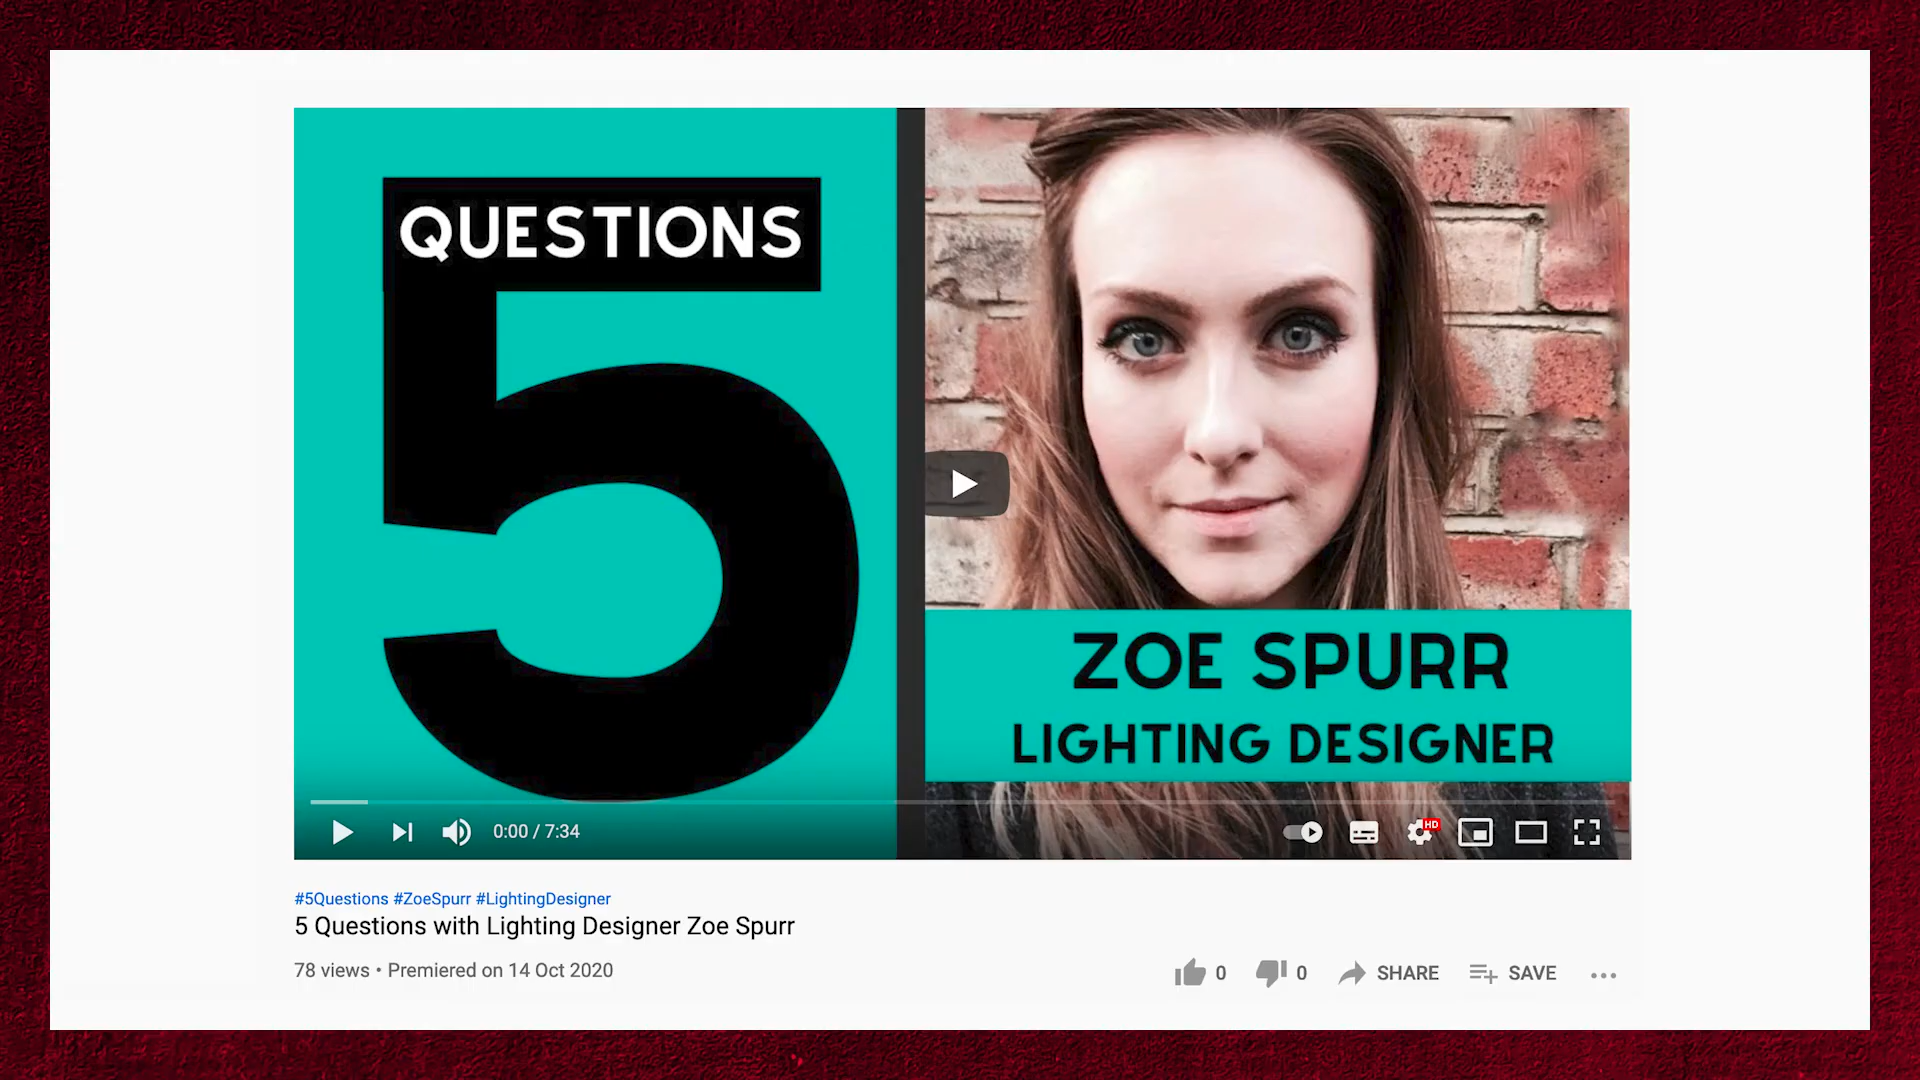 QUESTIONS
5
ZOE SPURR
LIGHTING DESIGNER
0:00 / 7:34
HD
#5Questions #ZoeSpurr #LightingDesigner
5 Questions with Lighting Designer Zoe Spurr
78 views • Premiered on 14 Oct 2020
0 0 SHARE SAVE